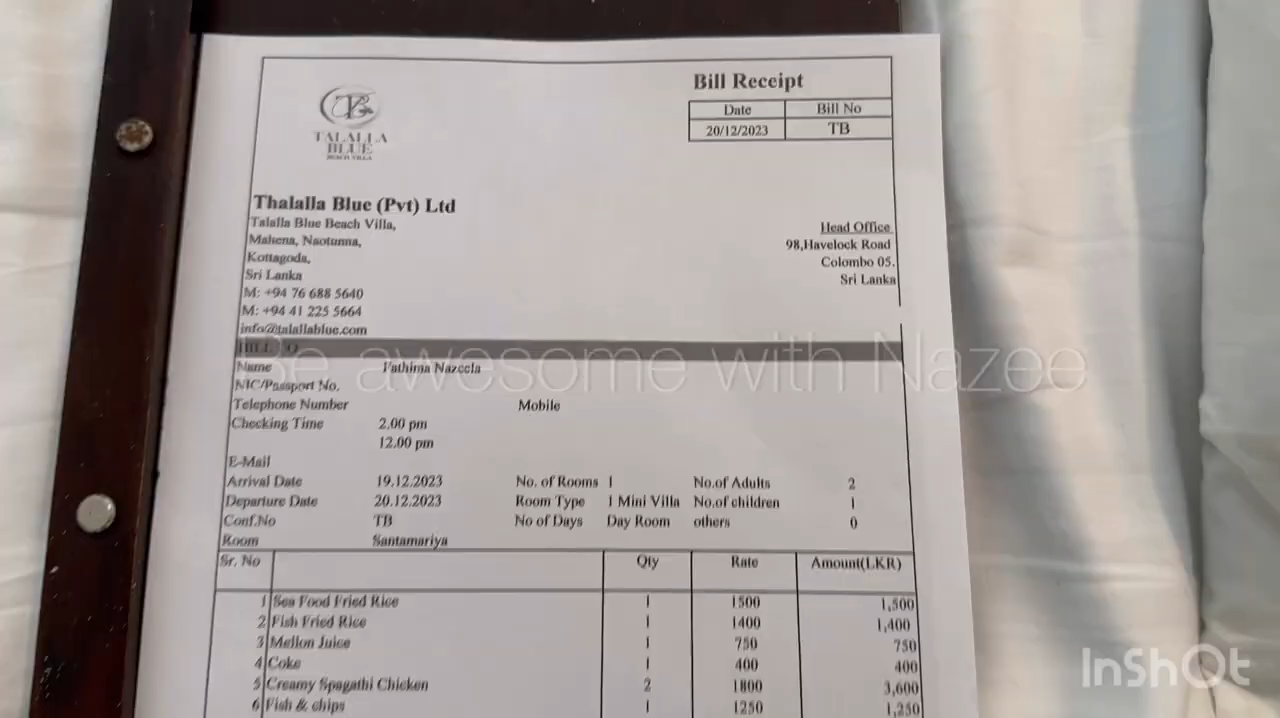 Bill Receipt
Date Bill No
20/12/2023 TB
TB
TALALLA
BLUE
BEACH VILLA
Thalalla Blue (Pvt) Ltd
Talalla Blue Beach Villa,
Mahena, Naotunna,
Kottagoda,
Sri Lanka
M: +94 76 688 5640
M: +94 41 225 5664
info@talallablue.com
Head Office
98,Havelock Road
Colombo 05.
Sri Lanka
BILL TO
Be awesome with Nazee
Name Fathima Nazeela
NIC/Passport No.
Telephone Number Mobile
Checking Time 2.00 pm
12.00 pm
E-Mail
Arrival Date 19.12.2023 No. of Rooms 1 No.of Adults 2
Departure Date 20.12.2023 Room Type 1 Mini Villa No.of children 1
Conf.No TB No of Days Day Room others 0
Room Santamariya
Sr. No Qty Rate Amount(LKR)
1 Sea Food Fried Rice 1 1500 1,500
2 Fish Fried Rice 1 1400 1,400
3 Mellon Juice 1 750 750
4 Coke 1 400 400
5 Creamy Spagathi Chicken 2 1800 3,600
6 Fish & chips 1 1250 1,250
InShOt